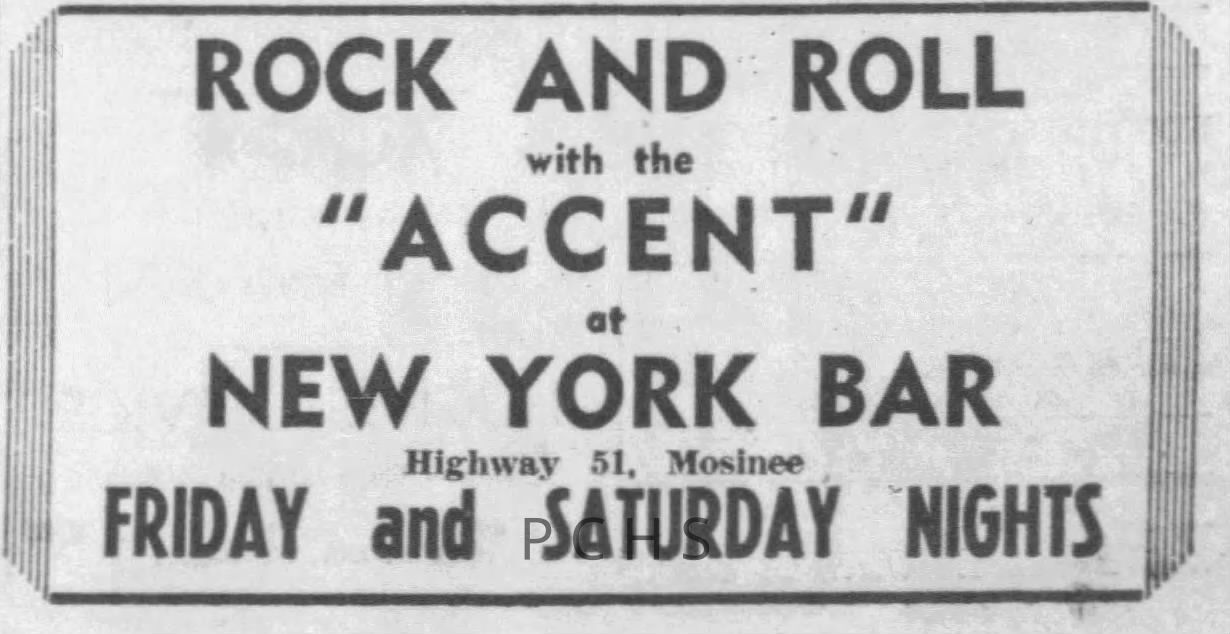 ROCK AND ROLL
with the
"ACCENT"
at
NEW YORK BAR
Highway 51, Mosinee
FRIDAY and SATURDAY NIGHTS
PCHS